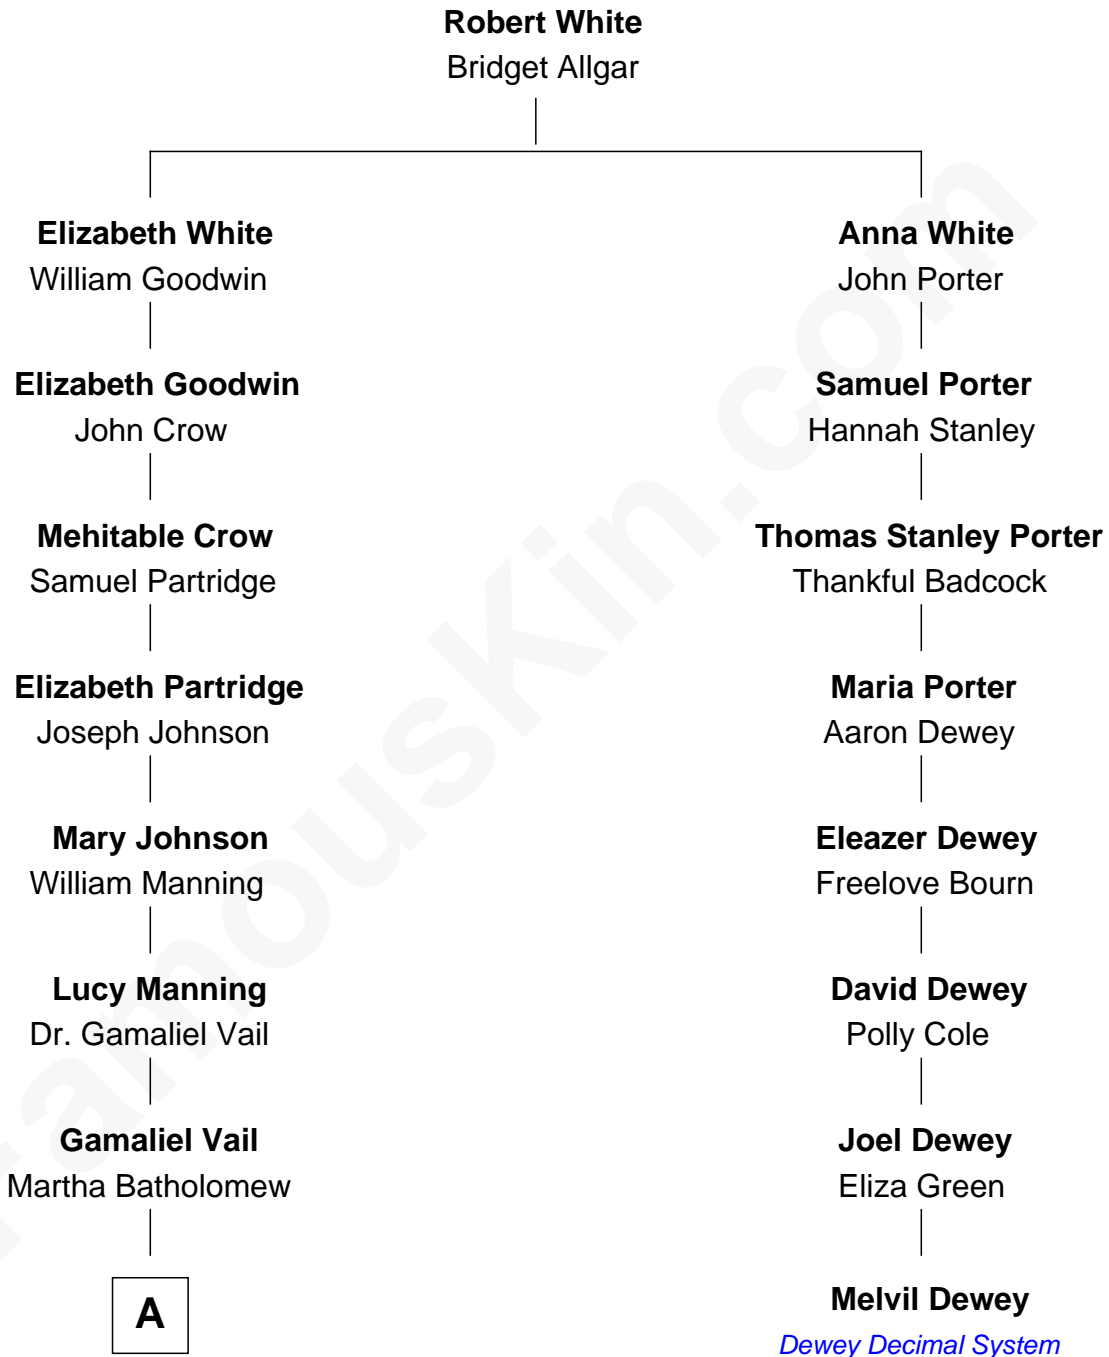 Robert White
Bridget Allgar
Elizabeth White
William Goodwin
Anna White
John Porter
Elizabeth Goodwin
John Crow
Samuel Porter
Hannah Stanley
Mehitable Crow
Samuel Partridge
Thomas Stanley Porter
Thankful Badcock
Elizabeth Partridge
Joseph Johnson
Maria Porter
Aaron Dewey
Mary Johnson
William Manning
Eleazer Dewey
Freelove Bourn
Lucy Manning
Dr. Gamaliel Vail
David Dewey
Polly Cole
Gamaliel Vail
Martha Batholomew
Joel Dewey
Eliza Green
A
Melvil Dewey
Dewey Decimal System
FamousKin.com